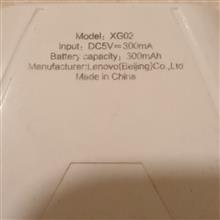 Model: XG02
Input: DC5V⎓300mA
Battery capacity: 300mAh
Manufacturer:Lenovo(Beijing)Co.,Ltd
Made in China